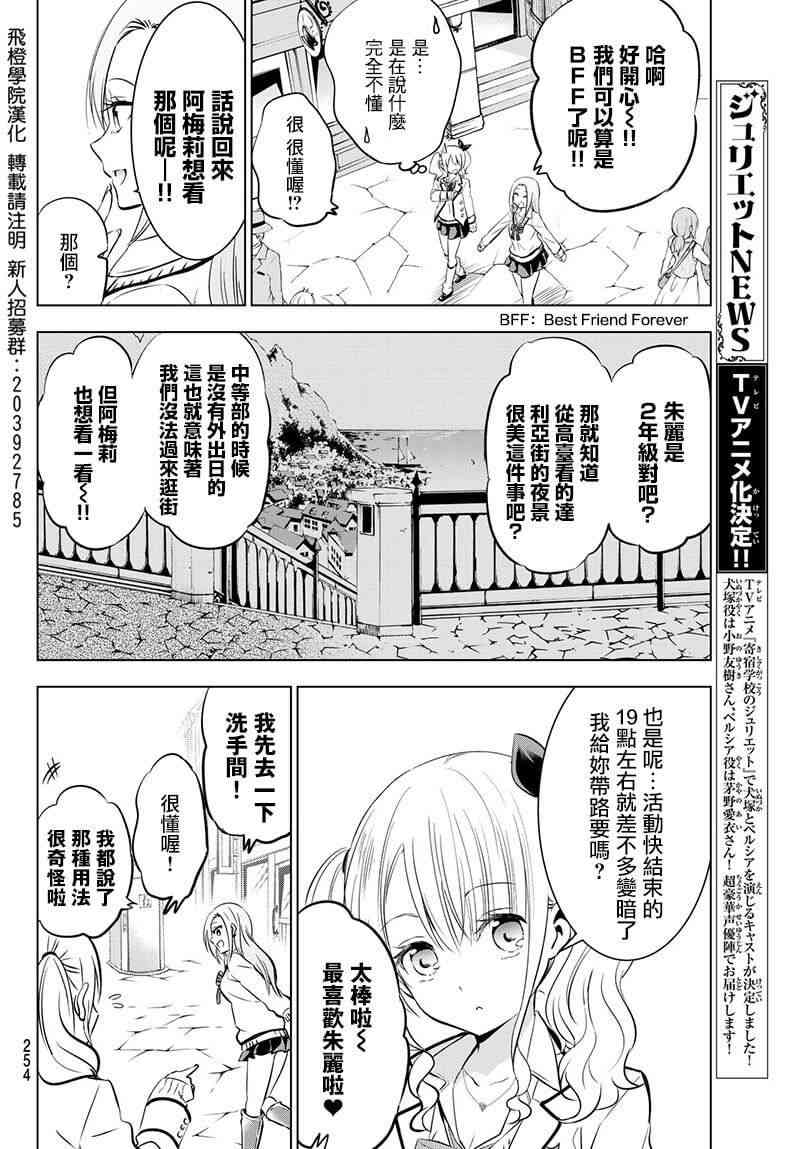 哈啊
好開心～!!
我們可以算是
BFF了呢!!
是…
是在說什麼
完全不懂
很 很懂喔!?
話說回來
阿梅莉想看
那個呢—!!
那個?
BFF：Best Friend Forever
朱麗是
2年級對吧?
那就知道
從高臺看的達
利亞街的夜景
很美這件事吧?
中等部的時候
是沒有外出日的
這也就意味著
我們沒法過來逛街
但阿梅莉
也想看一看～!!
也是呢…活動快結束的
19點左右就差不多變暗了
我給妳帶路要嗎?
太棒啦～
最喜歡朱麗啦♥
我先去一下
洗手間!
很懂喔!
我都說了
那種用法
很奇怪啦
254
飛橙學院漢化 轉載請注明 新人招募群：20392785
ジュリエットNEWS
TVアニメ化決定!!
TVアニメ『寄宿学校のジュリエット』で犬塚とペルシアを演じるキャストが決定しました!
犬塚役は小野友樹さん、ペルシア役は茅野愛衣さん! 超豪華声優陣でお届けします!